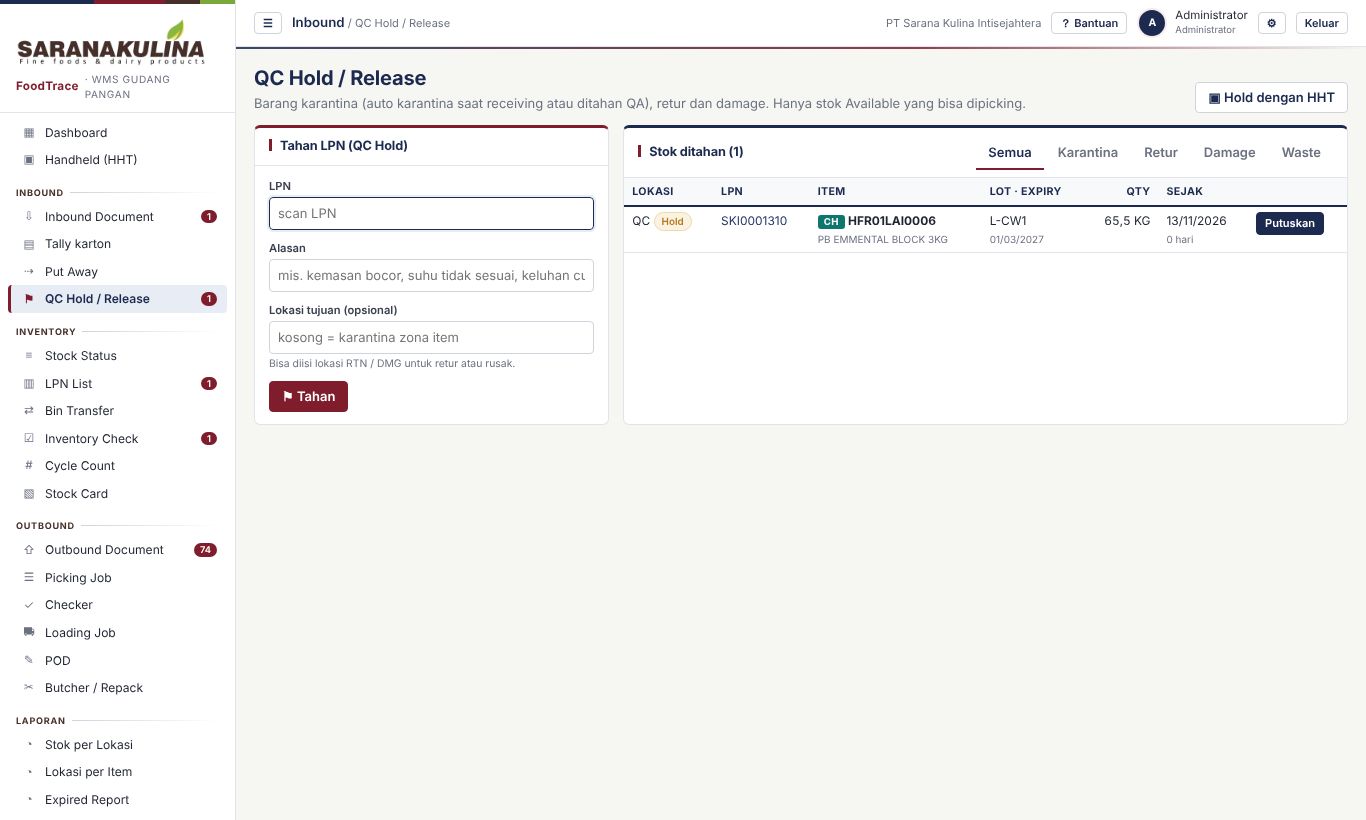 SARANAKULINA
Fine foods & dairy products
FoodTrace · WMS GUDANG PANGAN
Dashboard
Handheld (HHT)
INBOUND
Inbound Document 1
Tally karton
Put Away
QC Hold / Release 1
INVENTORY
Stock Status
LPN List 1
Bin Transfer
Inventory Check 1
Cycle Count
Stock Card
OUTBOUND
Outbound Document 74
Picking Job
Checker
Loading Job
POD
Butcher / Repack
LAPORAN
Stok per Lokasi
Lokasi per Item
Expired Report
Inbound / QC Hold / Release
PT Sarana Kulina Intisejahtera
? Bantuan
A
Administrator
Administrator
Keluar
QC Hold / Release
Barang karantina (auto karantina saat receiving atau ditahan QA), retur dan damage. Hanya stok Available yang bisa dipicking.
Hold dengan HHT
Tahan LPN (QC Hold)
LPN
scan LPN
Alasan
mis. kemasan bocor, suhu tidak sesuai, keluhan cu
Lokasi tujuan (opsional)
kosong = karantina zona item
Bisa diisi lokasi RTN / DMG untuk retur atau rusak.
Tahan
Stok ditahan (1)
Semua Karantina Retur Damage Waste
LOKASI LPN ITEM LOT · EXPIRY QTY SEJAK
QC Hold SKI0001310 CH HFR01LAI0006 L-CW1 65,5 KG 13/11/2026 Putuskan
PB EMMENTAL BLOCK 3KG 01/03/2027 0 hari